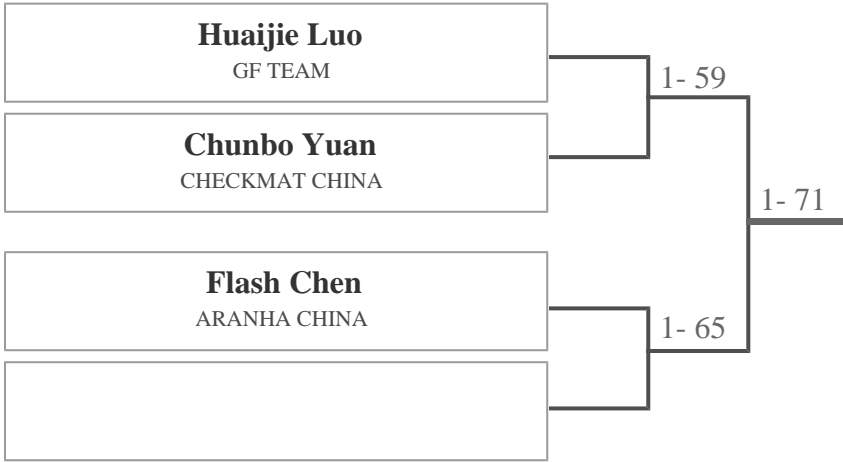 Huaijie Luo
GF TEAM
1- 59
Chunbo Yuan
CHECKMAT CHINA
1- 71
Flash Chen
ARANHA CHINA
1- 65